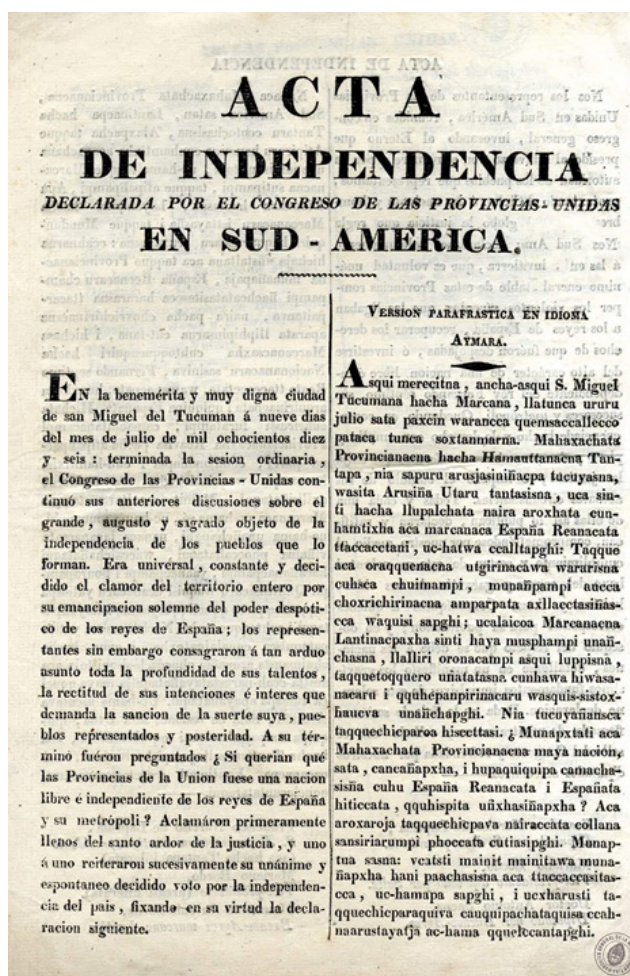 ACTA
DE INDEPENDENCIA
DECLARADA POR EL CONGRESO DE LAS PROVINCIAS-UNIDAS
EN SUD-AMERICA.
EN la benemérita y muy digna ciudad
de san Miguel del Tucuman á nueve dias
del mes de julio de mil ochocientos diez
y seis: terminada la sesion ordinaria,
el Congreso de las Provincias-Unidas con-
tinuó sus anteriores discusiones sobre el
grande, augusto y sagrado objeto de la
independencia de los pueblos que lo
forman. Era universal, constante y deci-
dido el clamor del territorio entero por
su emancipacion solemne del poder despóti-
co de los reyes de España; los represen-
tantes sin embargo consagraron á tan arduo
asunto toda la profundidad de sus talentos,
la rectitud de sus intenciones é interes que
demanda la sancion de la suerte suya, pue-
blos representados y posteridad. A su tér-
mino fuéron preguntados ¿ Si querian qué
las Provincias de la Union fuese una nacion
libre é independiente de los reyes de España
y su metrópoli? Aclamáron primeramente
llenos del santo ardor de la justicia, y uno
á uno reiteraron sucesivamente su unánime y
espontaneo decidido voto por la independen-
cia del pais, fixando en su virtud la decla-
racion siguiente.
VERSION PARAFRASTICA EN IDIOMA
AYMARA.
Asqui merecitna, ancha-asqui S. Miguel
Tucumana hacha Marcana, llatunca ururu
julio sata paxcin warancca quemsaccallecco
pataca tunca soxtanmarna. Mahaxachata
Provincianaena hacha Hamauttanacna Tan-
tapa, nia sapuru arusjasiniñacpa tucuyasna,
wasita Arusiña Utaru tantasisna, uca sin-
ti hacha llupalchata naira aroxhata cun-
hamtixha aca marcanaca España Reanacata
ttaccacctani, uc-hatwa ccalltapghi: Taqque
aca oraqquenacna utgirinacawa wararisna
cuhsca chuimampi, munañpampi aucca
choxrichirinacna amparpata axllacctasiñas-
cca waquisi sapghi; ucalaicoa Marcanaena
Lantinacpaxha sinti haya musphampi unañ-
chasna, llalliri oronacampi asqui luppisna,
taqquetoqquero uñatatasna cunhawa hiwasa-
nacaru i qquhepanpirinacaru wasquis-sistox-
haucva unañchapghi. Nia tucuyañansca
taqquechicparoa hisccttasi. ¿ Munapxtati aca
Mahaxachata Provincianaena maya nacion,
sata, cancañapxha, i hupaquiquipa camacha-
sisna cuhu España Reanacata i Españata
hiticcata, qquhispita uñxhasiñapxha ? Aca
aroxaroja taqquechicpava nairaccata collana
sansiriarumpi phoccata cutiasipghi. Munap-
tua sasna: vcatsti mainit mainitawa muna-
ñapxha hani paachasisna aca ttaccaccasitas-
cca, uc-hamapa sapghi, i ucxharusti ta-
qquechicparaquiva cauquipachataquisa ccah-
naarustayatja ac-hama qquelccantapghi.